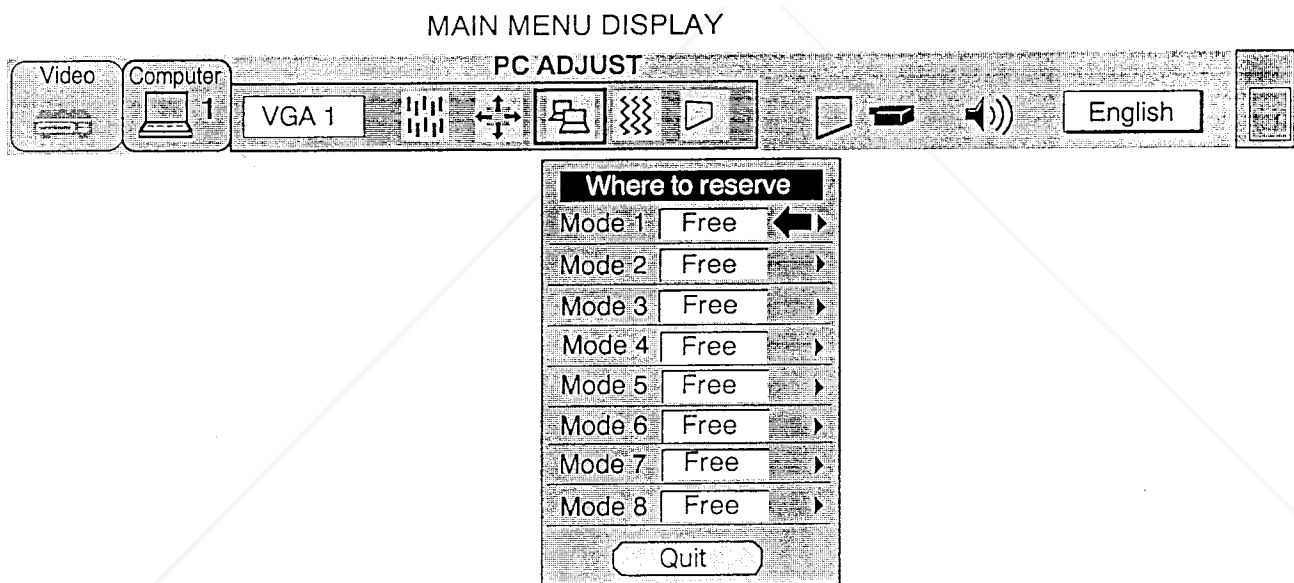 MAIN MENU DISPLAY
PC ADJUST
Video
Computer
1
VGA 1
English
Where to reserve
Mode 1 Free
Mode 2 Free
Mode 3 Free
Mode 4 Free
Mode 5 Free
Mode 6 Free
Mode 7 Free
Mode 8 Free
Quit